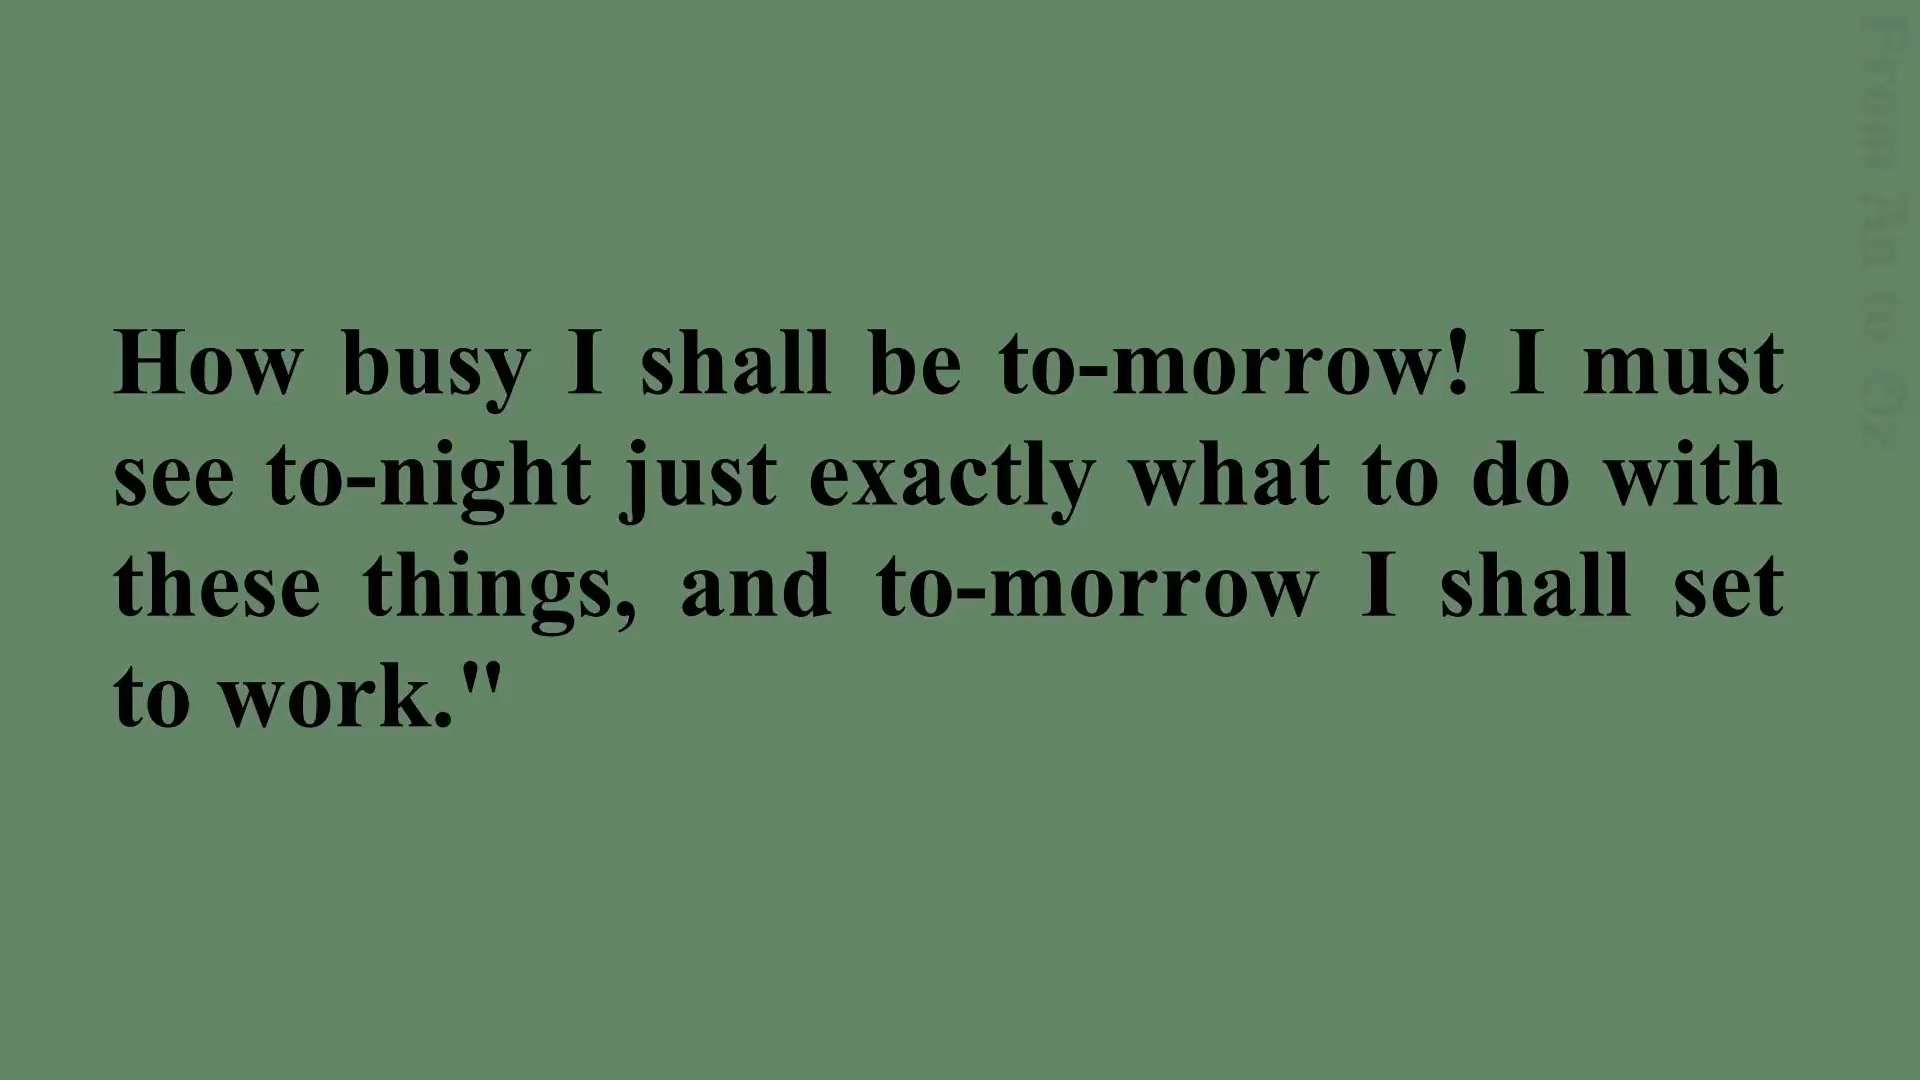 How busy I shall be to-morrow! I must
see to-night just exactly what to do with
these things, and to-morrow I shall set
to work."